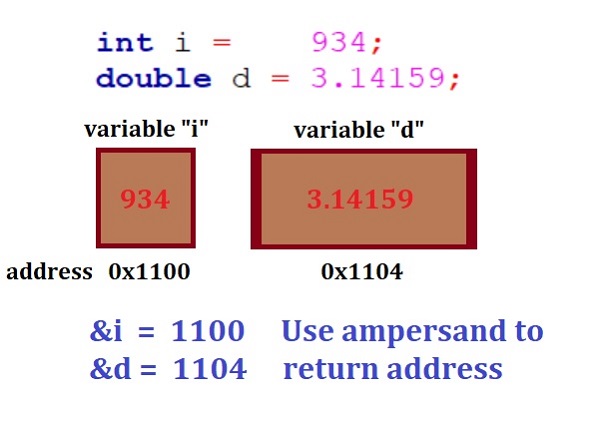 int i = 934;
double d = 3.14159;
variable "i" variable "d"
934 3.14159
address 0x1100 0x1104
&i = 1100 Use ampersand to
&d = 1104 return address